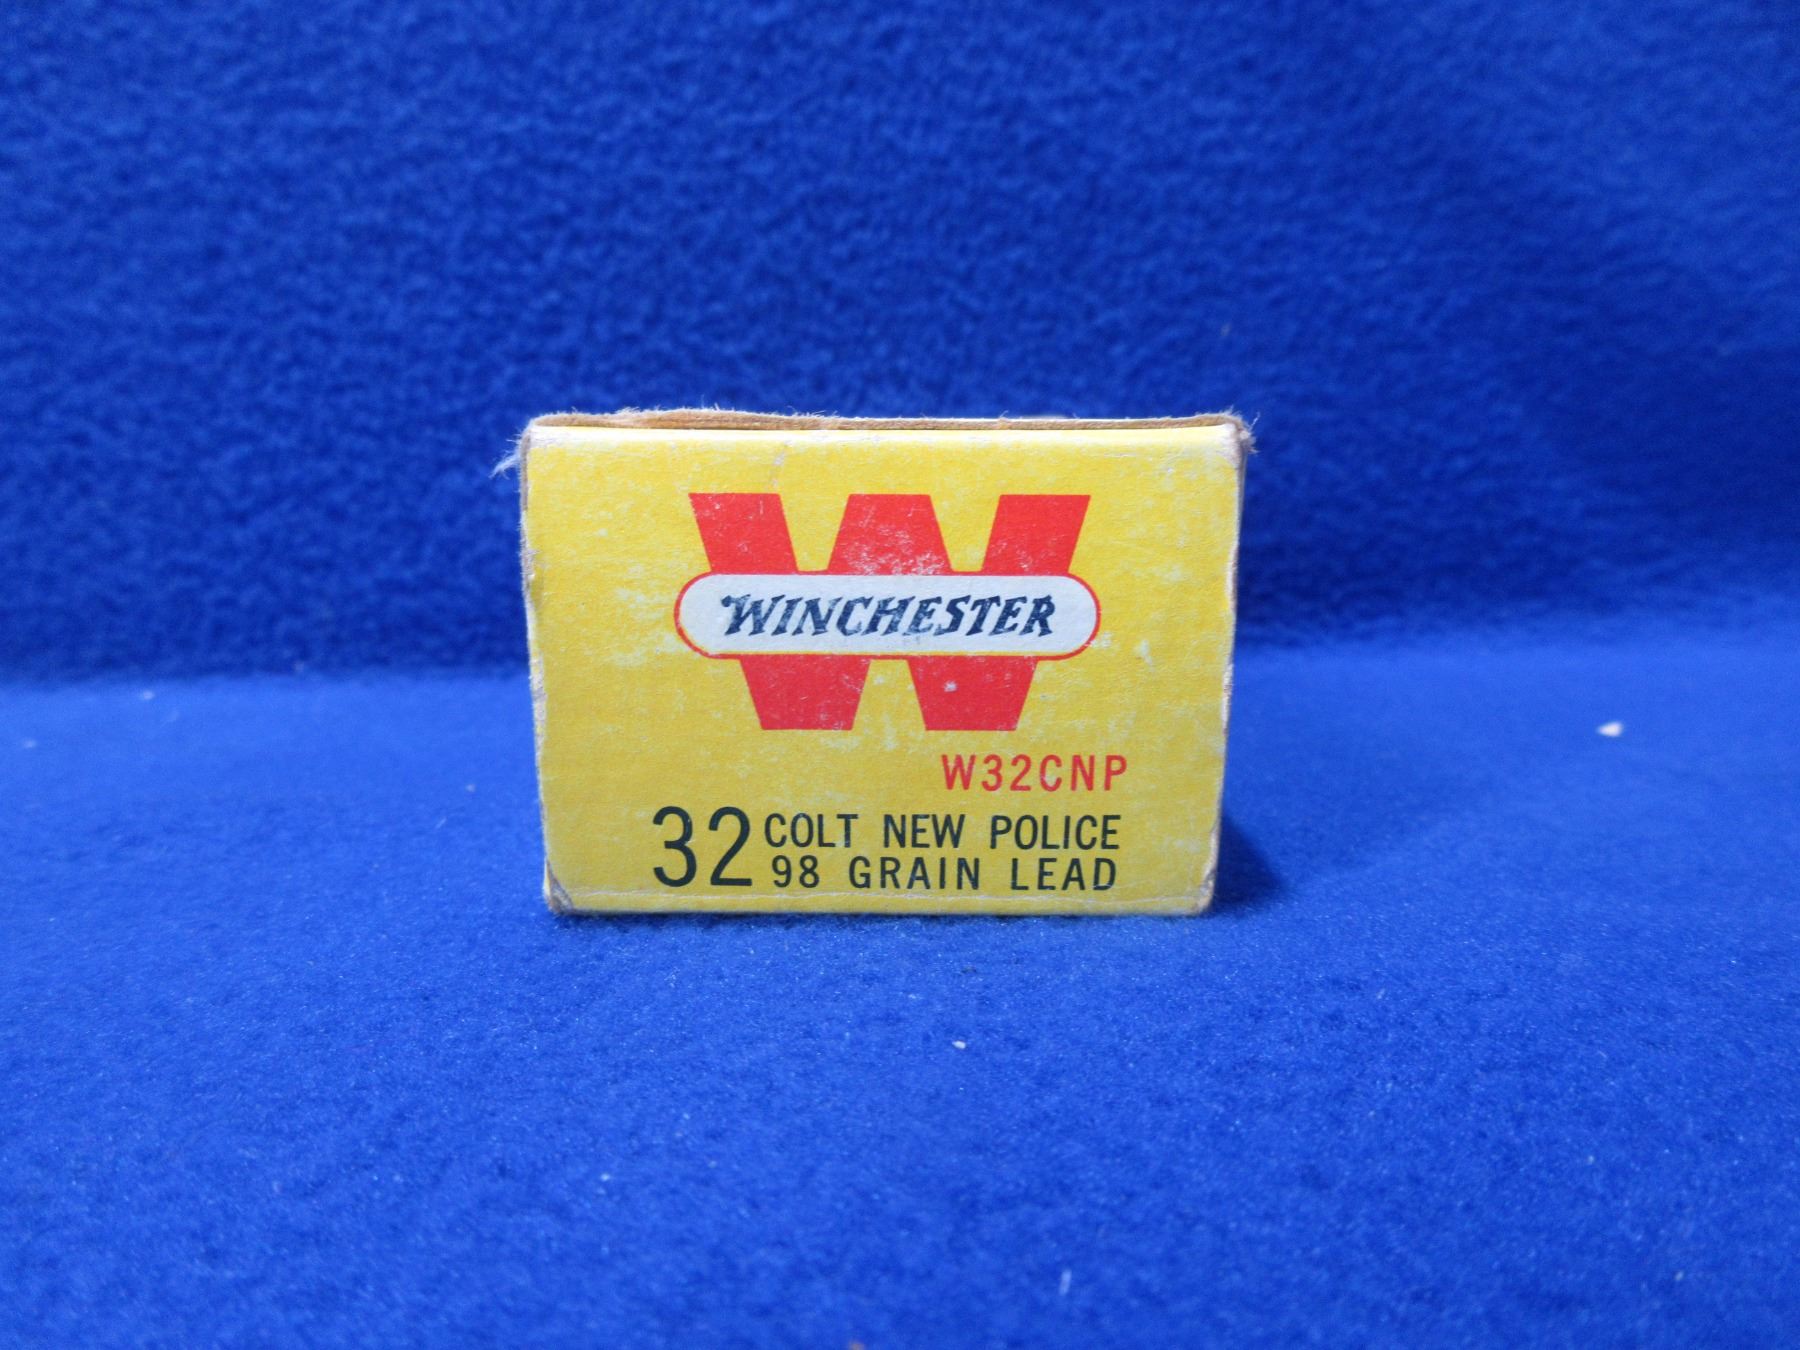 W
WINCHESTER
W32CNP
32 COLT NEW POLICE
98 GRAIN LEAD